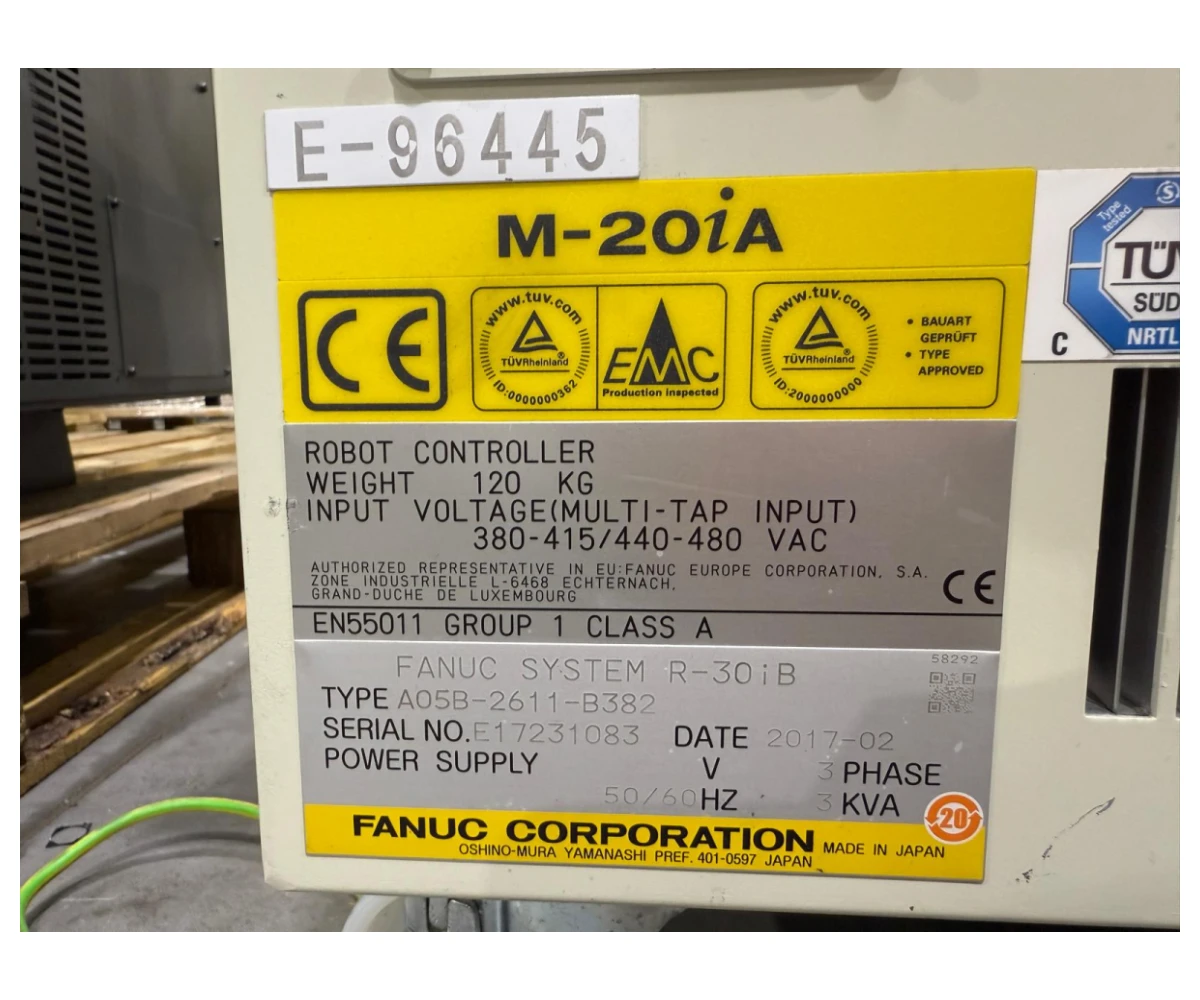 E-96445
M-20iA
CE
www.tuv.com
TÜVRheinland®
ID:0000000362
EMC
Production inspected
www.tuv.com
TÜVRheinland®
ID:2000000000
• BAUART
GEPRÜFT
• TYPE
APPROVED
Type
tested
S
TÜV
SÜD
C
NRTL
ROBOT CONTROLLER
WEIGHT 120 KG
INPUT VOLTAGE(MULTI-TAP INPUT)
380-415/440-480 VAC
AUTHORIZED REPRESENTATIVE IN EU:FANUC EUROPE CORPORATION, S.A.
ZONE INDUSTRIELLE L-6468 ECHTERNACH,
GRAND-DUCHE DE LUXEMBOURG
CE
EN55011 GROUP 1 CLASS A
FANUC SYSTEM R-30iB
58292
TYPE A05B-2611-B382
SERIAL NO.E17231083 DATE 2017-02
POWER SUPPLY V 3 PHASE
50/60HZ 3 KVA
20
FANUC CORPORATION
OSHINO-MURA YAMANASHI PREF. 401-0597 JAPAN
MADE IN JAPAN